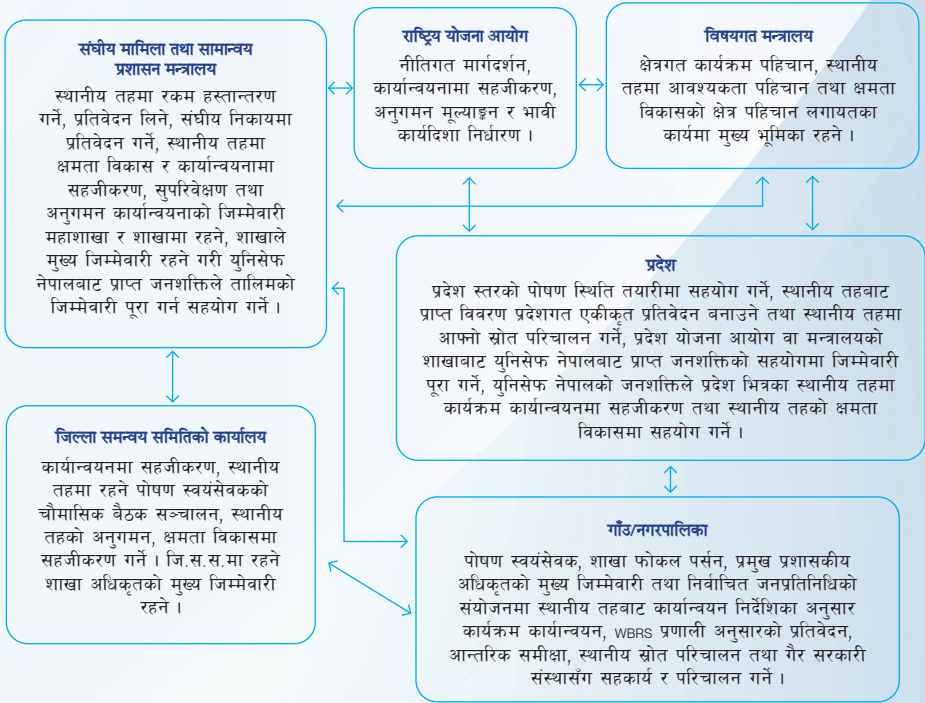 संघीय मामिला तथा सामान्वय
प्रशासन मन्त्रालय
स्थानीय तहमा रकम हस्तान्तरण
गर्ने, प्रतिवेदन लिने, संघीय निकायमा
प्रतिवेदन गर्ने, स्थानीय तहमा
क्षमता विकास र कार्यान्वयनामा
सहजीकरण, सुपरिवेक्षण तथा
अनुगमन कार्यान्वयनाको जिम्मेवारी
महाशाखा र शाखामा रहने, शाखाले
मुख्य जिम्मेवारी रहने गरी युनिसेफ
नेपालबाट प्राप्त जनशक्तिले तालिमको
जिम्मेवारी पूरा गर्न सहयोग गर्ने ।
राष्ट्रिय योजना आयोग
नीतिगत मार्गदर्शन,
कार्यान्वयनामा सहजीकरण,
अनुगमन मूल्याङ्कन र भावी
कार्यदिशा निर्धारण ।
विषयगत मन्त्रालय
क्षेत्रगत कार्यक्रम पहिचान, स्थानीय
तहमा आवश्यकता पहिचान तथा क्षमता
विकासको क्षेत्र पहिचान लगायतका
कार्यमा मुख्य भूमिका रहने ।
प्रदेश
प्रदेश स्तरको पोषण स्थिति तयारीमा सहयोग गर्ने, स्थानीय तहबाट
प्राप्त विवरण प्रदेशगत एकीकृत प्रतिवेदन बनाउने तथा स्थानीय तहमा
आफ्नो स्रोत परिचालन गर्ने, प्रदेश योजना आयोग वा मन्त्रालयको
शाखाबाट युनिसेफ नेपालबाट प्राप्त जनशक्तिको सहयोगमा जिम्मेवारी
पूरा गर्ने, युनिसेफ नेपालको जनशक्तिले प्रदेश भित्रका स्थानीय तहमा
कार्यक्रम कार्यान्वयनमा सहजीकरण तथा स्थानीय तहको क्षमता
विकासमा सहयोग गर्ने ।
जिल्ला समन्वय समितिको कार्यालय
कार्यान्वयनमा सहजीकरण, स्थानीय
तहमा रहने पोषण स्वयंसेवकको
चौमासिक बैठक सञ्चालन, स्थानीय
तहको अनुगमन, क्षमता विकासमा
सहजीकरण गर्ने । जि.स.स.मा रहने
शाखा अधिकृतको मुख्य जिम्मेवारी
रहने ।
गाँउ/नगरपालिका
पोषण स्वयंसेवक, शाखा फोकल पर्सन, प्रमुख प्रशासकीय
अधिकृतको मुख्य जिम्मेवारी तथा निर्वाचित जनप्रतिनिधिको
संयोजनमा स्थानीय तहबाट कार्यान्वयन निर्देशिका अनुसार
कार्यक्रम कार्यान्वयन, WBRS प्रणाली अनुसारको प्रतिवेदन,
आन्तरिक समीक्षा, स्थानीय स्रोत परिचालन तथा गैर सरकारी
संस्थासँग सहकार्य र परिचालन गर्ने ।